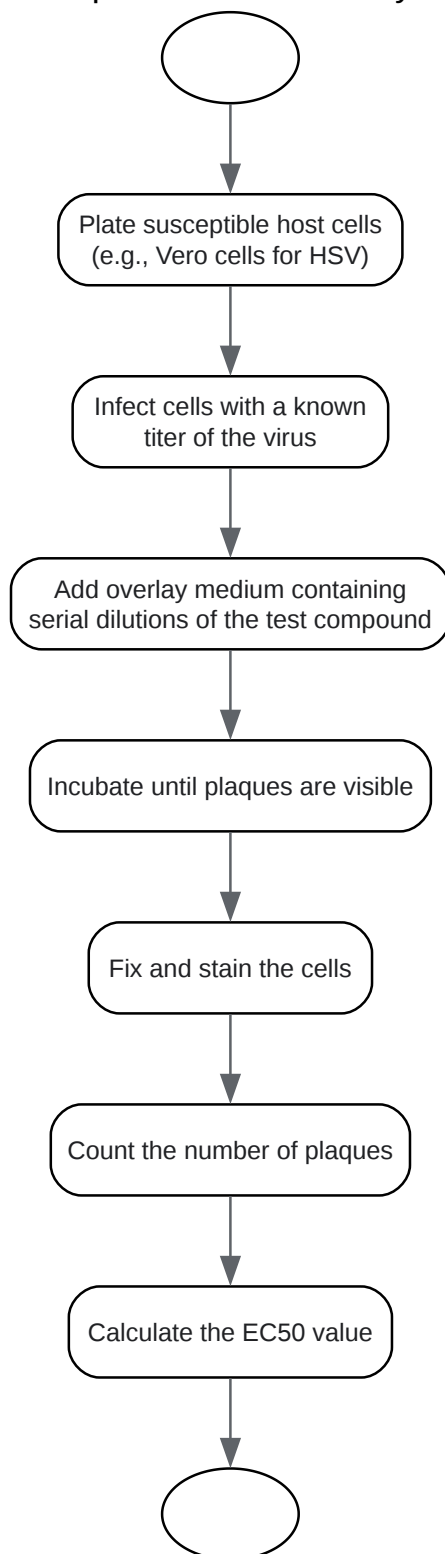 Plate susceptible host cells
(e.g., Vero cells for HSV)
Infect cells with a known
titer of the virus
Add overlay medium containing
serial dilutions of the test compound
Incubate until plaques are visible
Fix and stain the cells
Count the number of plaques
Calculate the EC50 value